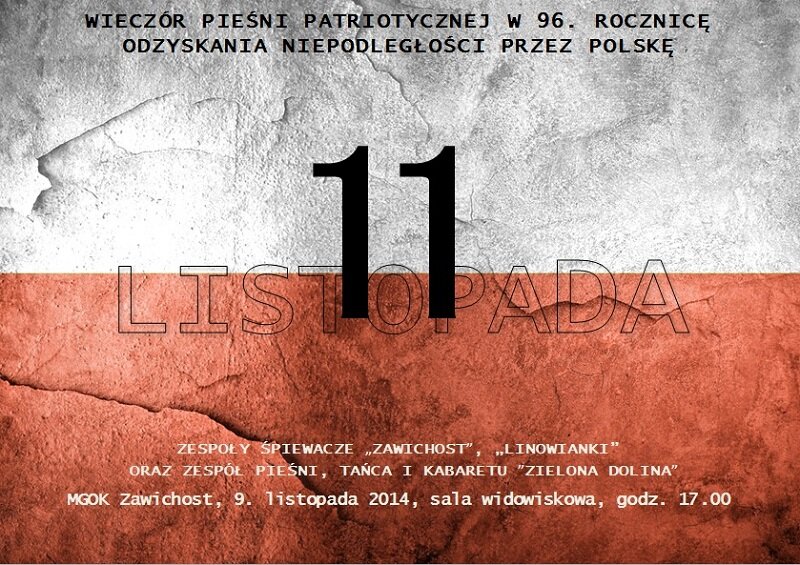 WIECZÓR PIEŚNI PATRIOTYCZNEJ W 96. ROCZNICĘ
ODZYSKANIA NIEPODLEGŁOŚCI PRZEZ POLSKĘ
11
LISTOPADA
ZESPOŁY ŚPIEWACZE „ZAWICHOST”, „LINOWIANKI”
ORAZ ZESPÓŁ PIEŚNI, TAŃCA I KABARETU ”ZIELONA DOLINA”
MGOK Zawichost, 9. listopada 2014, sala widowiskowa, godz. 17.00